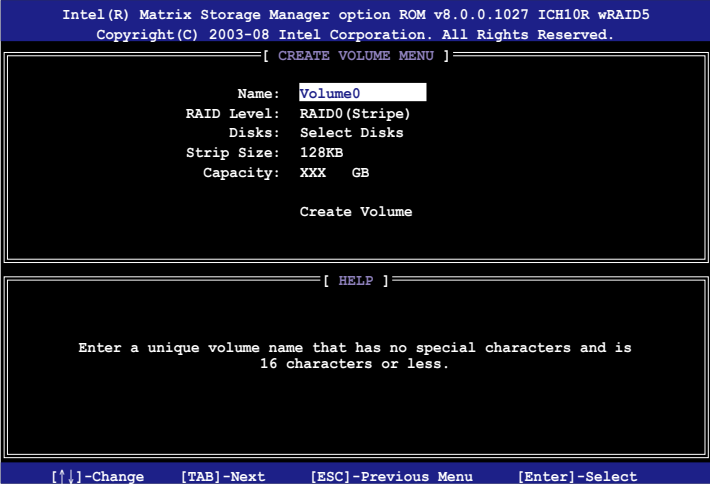 Intel(R) Matrix Storage Manager option ROM v8.0.0.1027 ICH10R wRAID5
Copyright(C) 2003-08 Intel Corporation. All Rights Reserved.
[ CREATE VOLUME MENU ]
Name: Volume0
RAID Level: RAID0(Stripe)
Disks: Select Disks
Strip Size: 128KB
Capacity: XXX GB
Create Volume
[ HELP ]
Enter a unique volume name that has no special characters and is
16 characters or less.
[↑↓]-Change [TAB]-Next [ESC]-Previous Menu [Enter]-Select